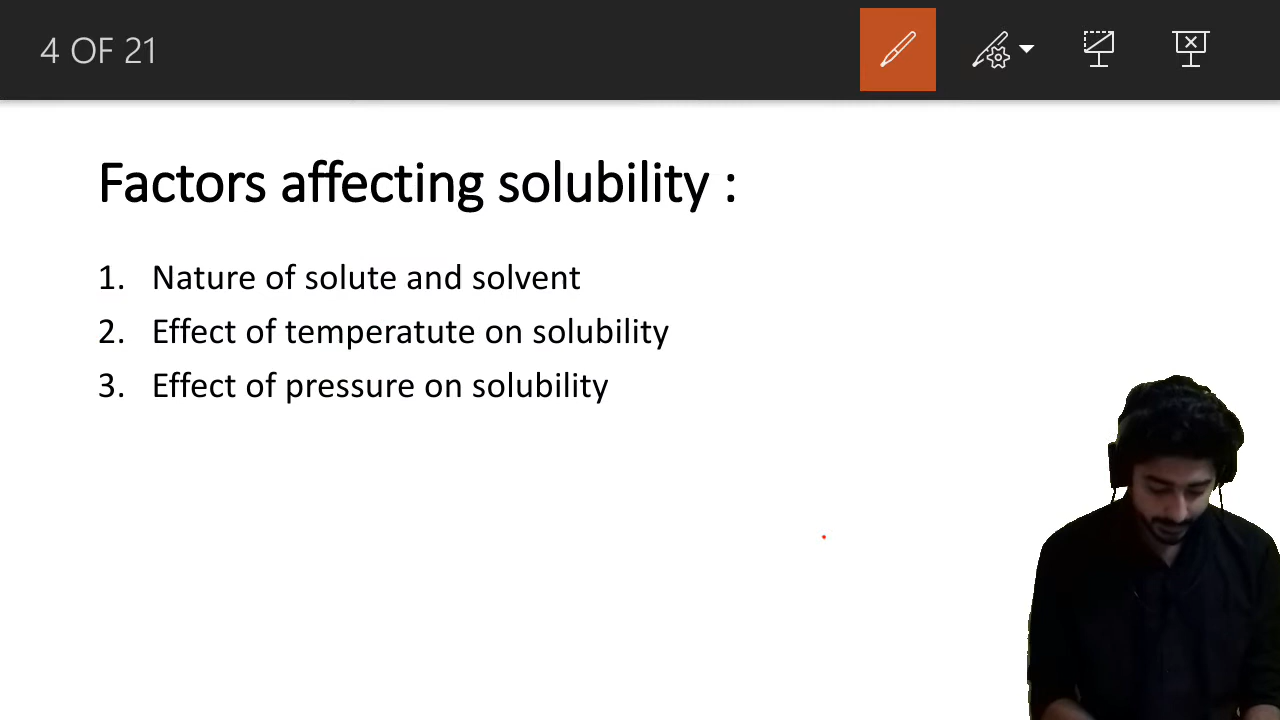 4 OF 21
Factors affecting solubility :
1. Nature of solute and solvent
2. Effect of temperatute on solubility
3. Effect of pressure on solubility